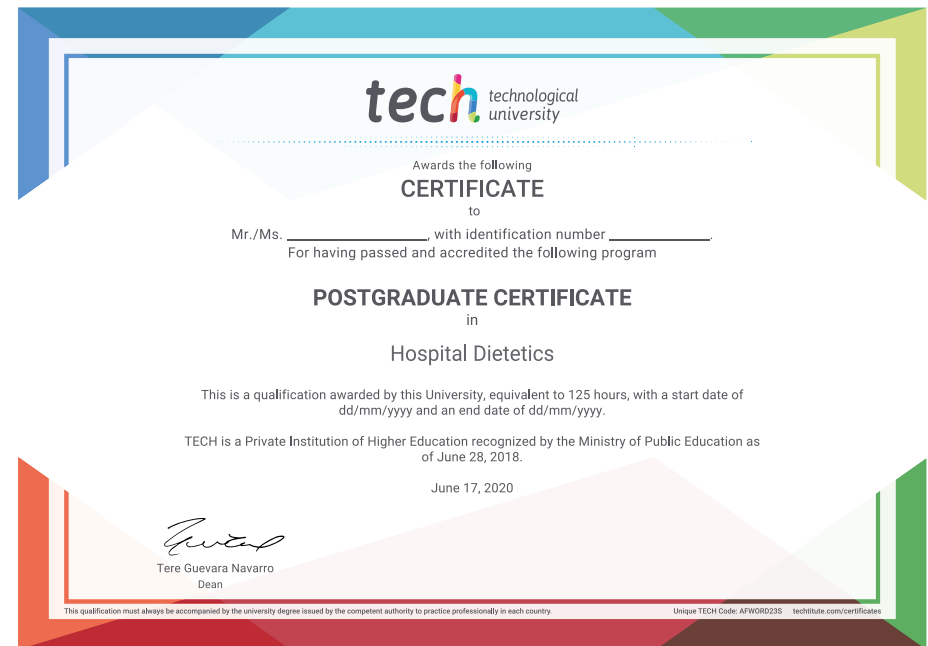 tech technological
university
Awards the following
CERTIFICATE
to
Mr./Ms. ____________________, with identification number ______________.
For having passed and accredited the following program
POSTGRADUATE CERTIFICATE
in
Hospital Dietetics
This is a qualification awarded by this University, equivalent to 125 hours, with a start date of
dd/mm/yyyy and an end date of dd/mm/yyyy.
TECH is a Private Institution of Higher Education recognized by the Ministry of Public Education as
of June 28, 2018.
June 17, 2020
Tere Guevara Navarro
Dean
This qualification must always be accompanied by the university degree issued by the competent authority to practice professionally in each country.
Unique TECH Code: AFWORD23S techtitute.com/certificates